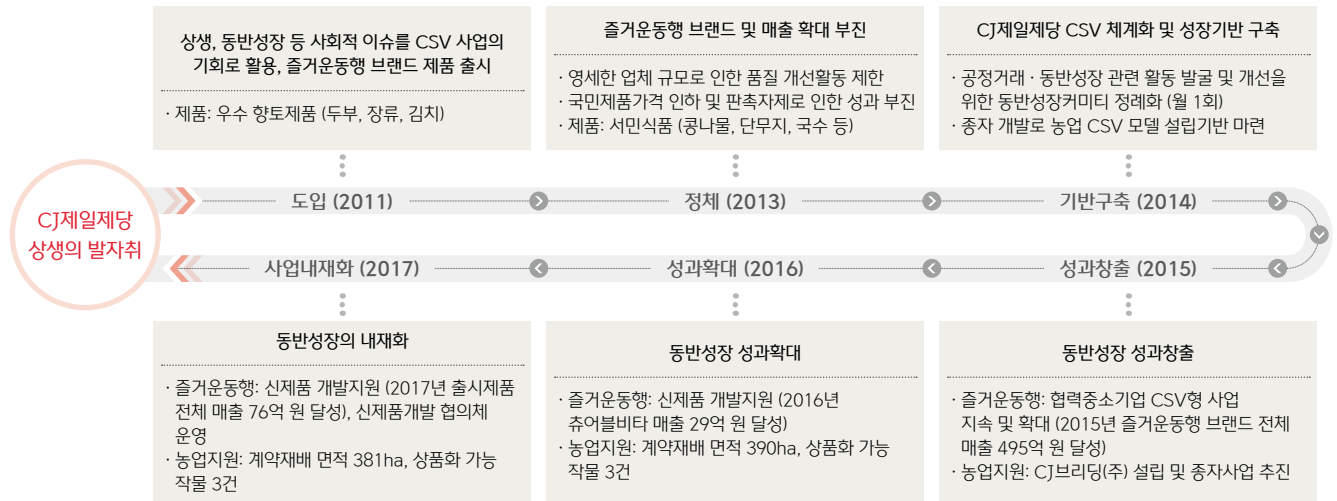 CJ제일제당
상생의 발자취
상생, 동반성장 등 사회적 이슈를 CSV 사업의
기회로 활용, 즐거운동행 브랜드 제품 출시
· 제품: 우수 향토제품 (두부, 장류, 김치)
도입 (2011)
즐거운동행 브랜드 및 매출 확대 부진
· 영세한 업체 규모로 인한 품질 개선활동 제한
· 국민제품가격 인하 및 판촉자제로 인한 성과 부진
· 제품: 서민식품 (콩나물, 단무지, 국수 등)
정체 (2013)
CJ제일제당 CSV 체계화 및 성장기반 구축
· 공정거래 · 동반성장 관련 활동 발굴 및 개선을
위한 동반성장커미티 정례화 (월 1회)
· 종자 개발로 농업 CSV 모델 설립기반 마련
기반구축 (2014)
성과창출 (2015)
동반성장 성과창출
· 즐거운동행: 협력중소기업 CSV형 사업
지속 및 확대 (2015년 즐거운동행 브랜드 전체
매출 495억 원 달성)
· 농업지원: CJ브리딩(주) 설립 및 종자사업 추진
성과확대 (2016)
동반성장 성과확대
· 즐거운동행: 신제품 개발지원 (2016년
츄어블비타 매출 29억 원 달성)
· 농업지원: 계약재배 면적 390ha, 상품화 가능
작물 3건
사업내재화 (2017)
동반성장의 내재화
· 즐거운동행: 신제품 개발지원 (2017년 출시제품
전체 매출 76억 원 달성), 신제품개발 협의체
운영
· 농업지원: 계약재배 면적 381ha, 상품화 가능
작물 3건